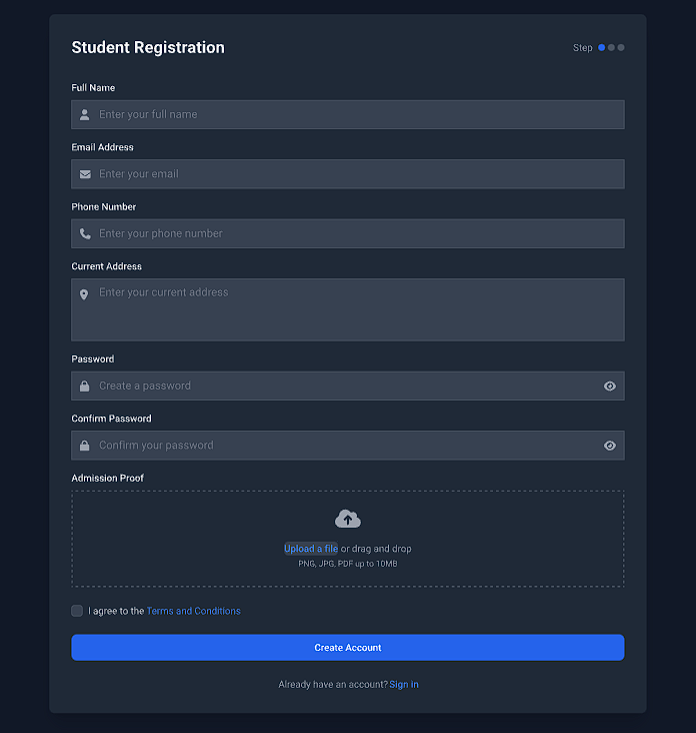 Student Registration
Step
Full Name
Enter your full name
Email Address
Enter your email
Phone Number
Enter your phone number
Current Address
Enter your current address
Password
Create a password
Confirm Password
Confirm your password
Admission Proof
Upload a file or drag and drop
PNG, JPG, PDF up to 10MB
I agree to the Terms and Conditions
Create Account
Already have an account? Sign in